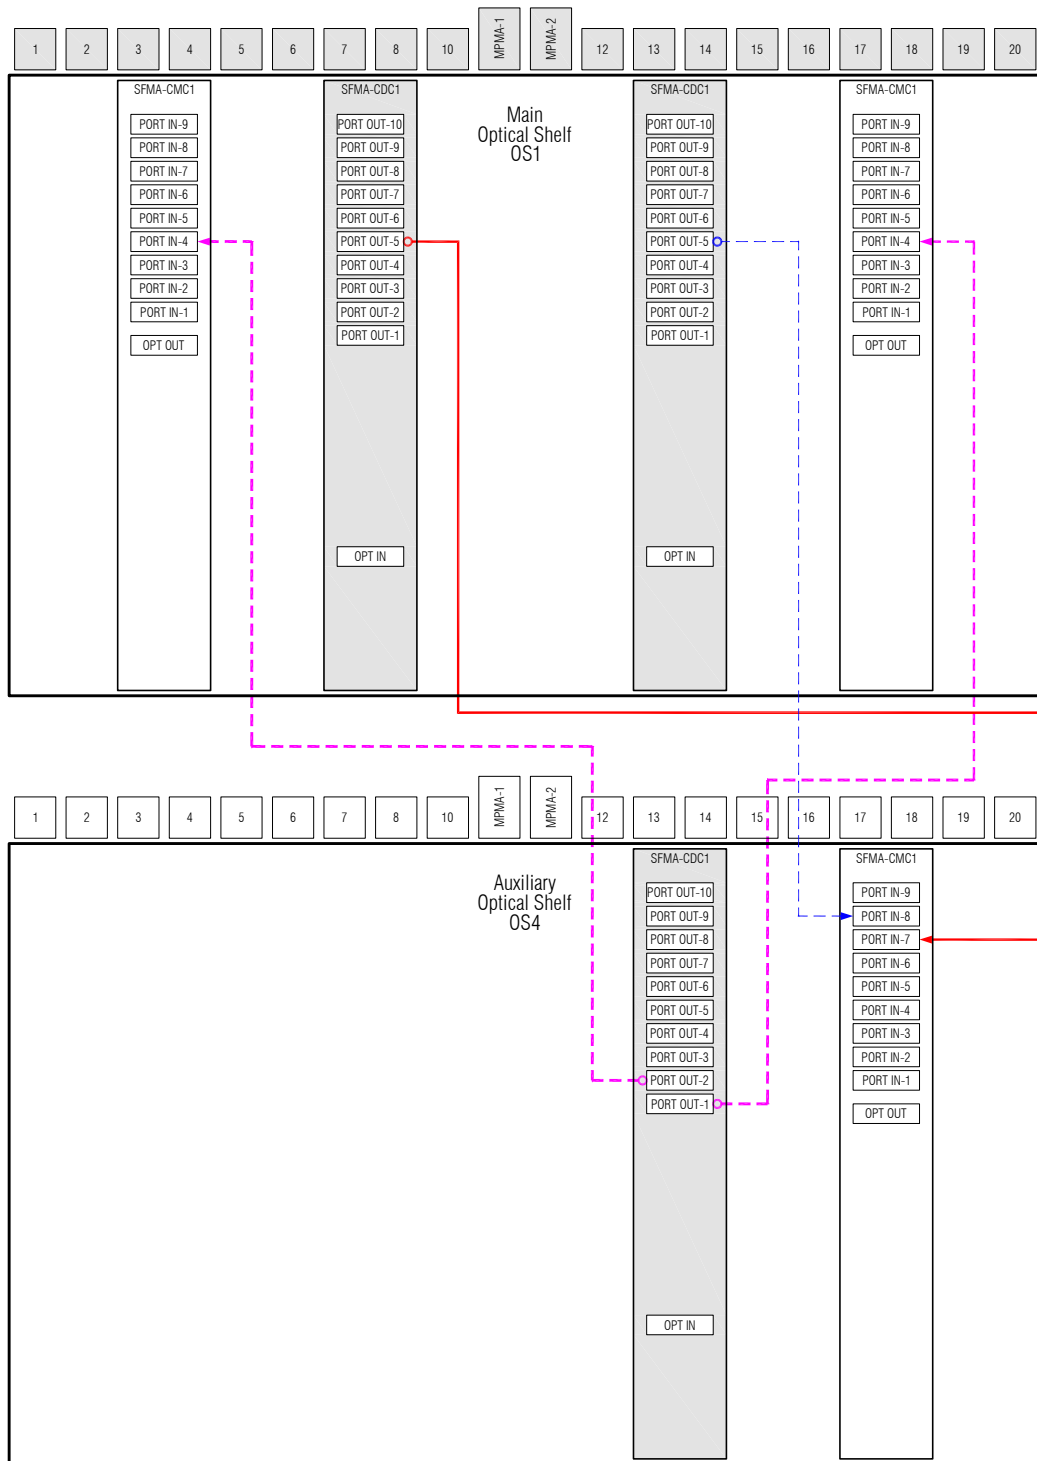 1 2 3 4 5 6 7 8 10 MPMA-1 MPMA-2 12 13 14 15 16 17 18 19 20
SFMA-CMC1 SFMA-CDC1 SFMA-CDC1 SFMA-CMC1
Main
Optical Shelf
OS1
PORT IN-9 PORT OUT-10 PORT OUT-10 PORT IN-9
PORT IN-8 PORT OUT-9 PORT OUT-9 PORT IN-8
PORT IN-7 PORT OUT-8 PORT OUT-8 PORT IN-7
PORT IN-6 PORT OUT-7 PORT OUT-7 PORT IN-6
PORT IN-5 PORT OUT-6 PORT OUT-6 PORT IN-5
PORT IN-4 PORT OUT-5 PORT OUT-5 PORT IN-4
PORT IN-3 PORT OUT-4 PORT OUT-4 PORT IN-3
PORT IN-2 PORT OUT-3 PORT OUT-3 PORT IN-2
PORT IN-1 PORT OUT-2 PORT OUT-2 PORT IN-1
PORT OUT-1 PORT OUT-1
OPT OUT OPT OUT
OPT IN OPT IN
1 2 3 4 5 6 7 8 10 MPMA-1 MPMA-2 12 13 14 15 16 17 18 19 20
SFMA-CDC1 SFMA-CMC1
Auxiliary
Optical Shelf
OS4
PORT OUT-10 PORT IN-9
PORT OUT-9 PORT IN-8
PORT OUT-8 PORT IN-7
PORT OUT-7 PORT IN-6
PORT OUT-6 PORT IN-5
PORT OUT-5 PORT IN-4
PORT OUT-4 PORT IN-3
PORT OUT-3 PORT IN-2
PORT OUT-2 PORT IN-1
PORT OUT-1 OPT OUT
OPT IN